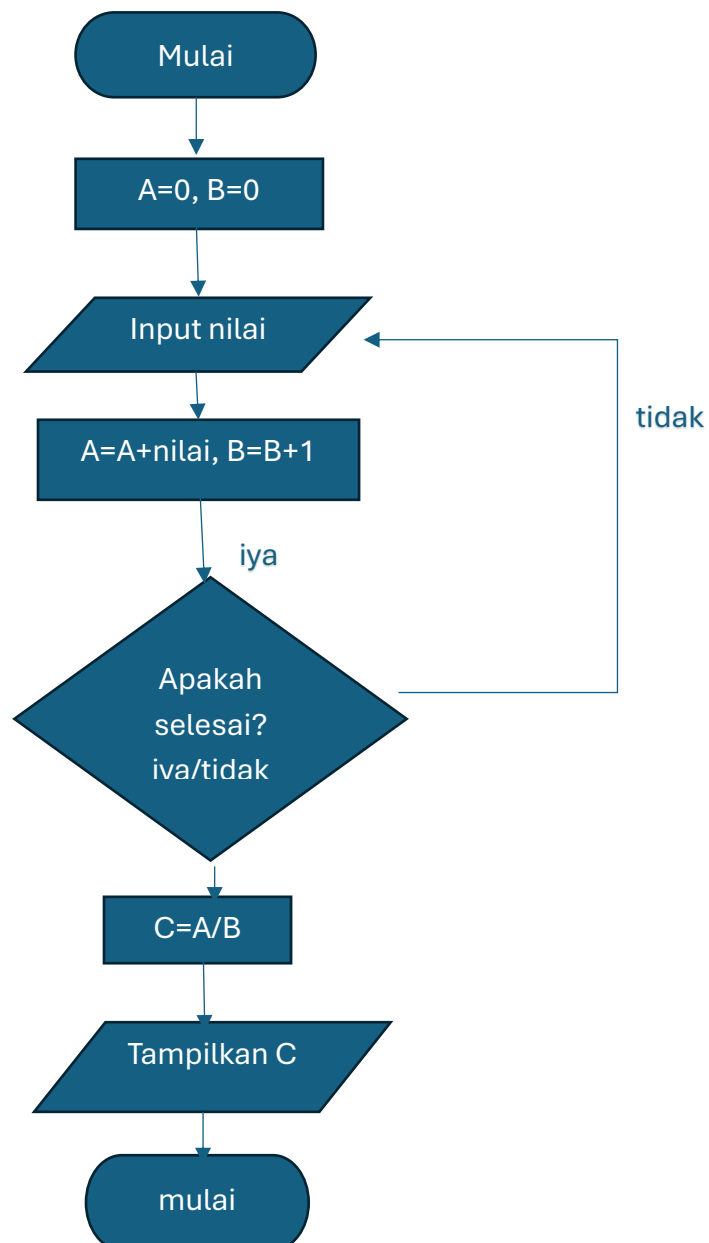 Mulai
A=0, B=0
Input nilai
tidak
A=A+nilai, B=B+1
iya
Apakah
selesai?
iya/tidak
C=A/B
Tampilkan C
mulai